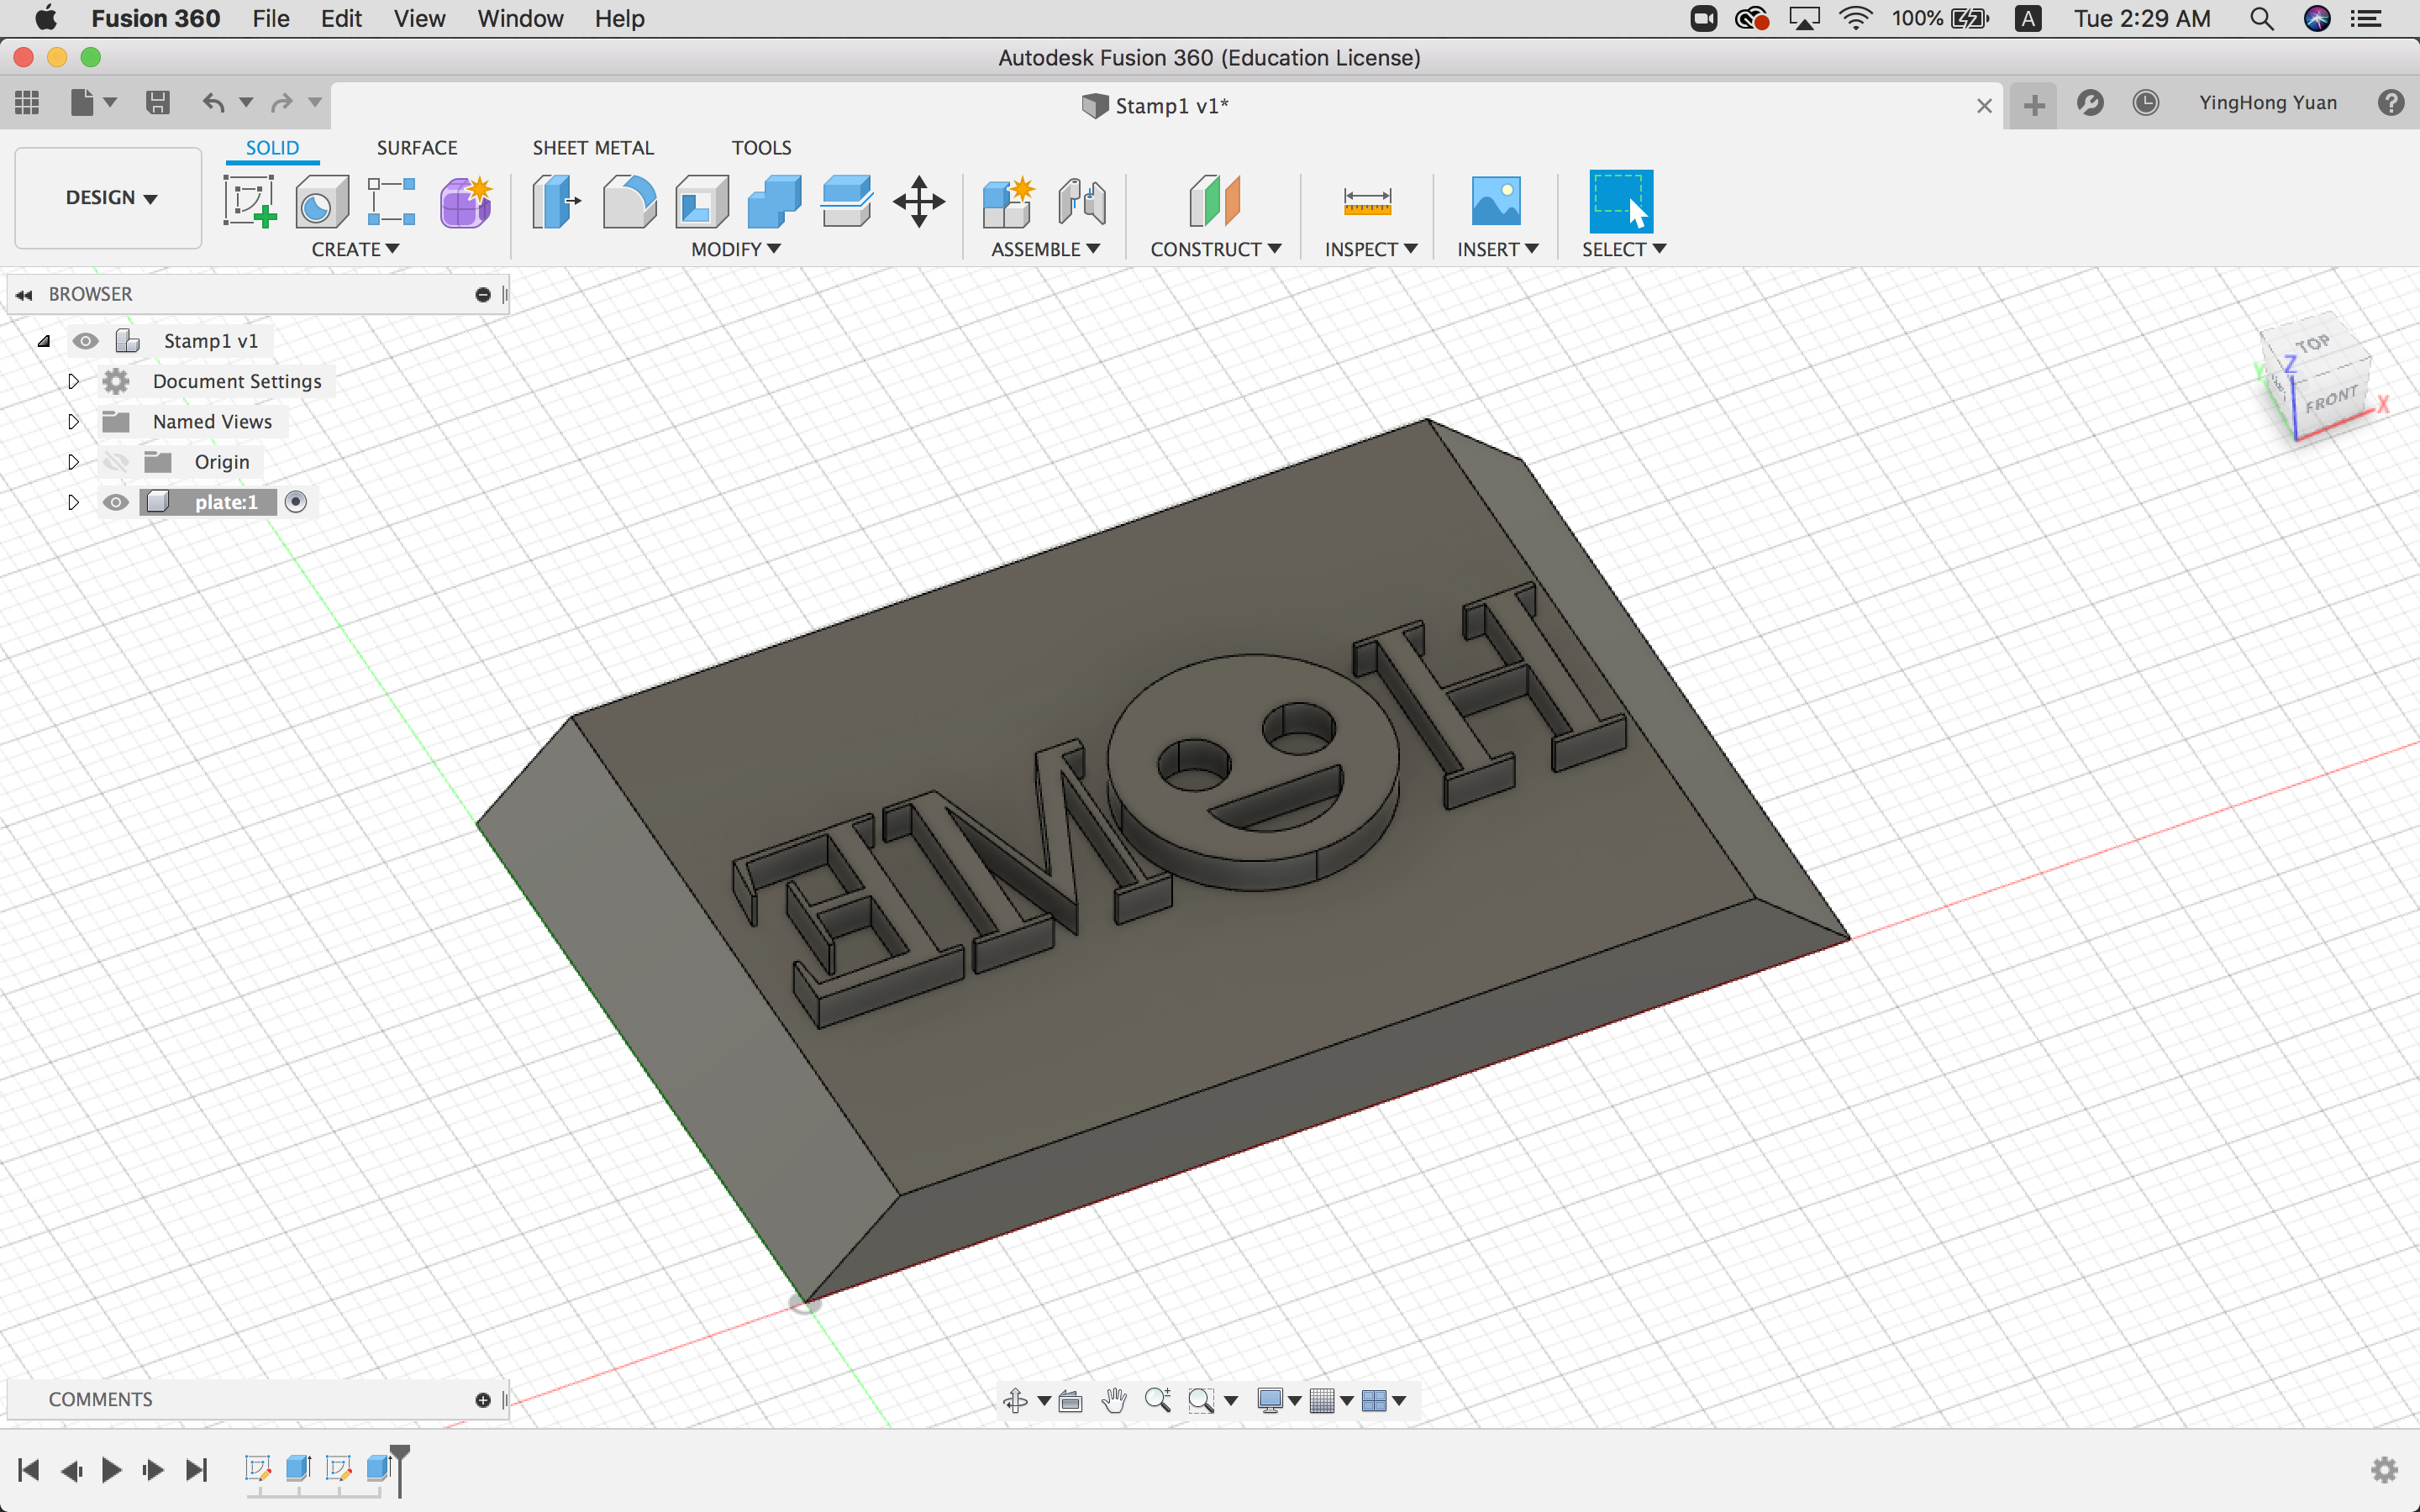 Fusion 360 File Edit View Window Help 100% A Tue 2:29 AM
Autodesk Fusion 360 (Education License)
Stamp1 v1* YingHong Yuan
SOLID SURFACE SHEET METAL TOOLS
DESIGN
CREATE MODIFY ASSEMBLE CONSTRUCT INSPECT INSERT SELECT
BROWSER
Stamp1 v1
Document Settings
Named Views
Origin
plate:1
TOP
FRONT
Z
Y
X
HOME
COMMENTS